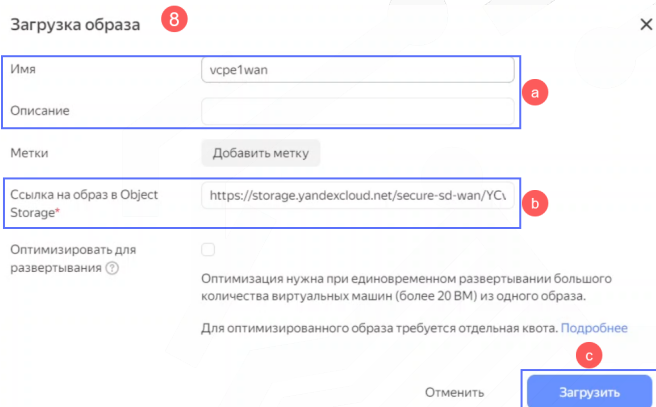 Загрузка образа 8
Имя vcpe1wan
a
Описание
Метки Добавить метку
Ссылка на образ в Object
Storage* https://storage.yandexcloud.net/secure-sd-wan/YCv
b
Оптимизировать для
развертывания ?
Оптимизация нужна при единовременном развертывании большого
количества виртуальных машин (более 20 ВМ) из одного образа.
Для оптимизированного образа требуется отдельная квота. Подробнее
c
Отменить Загрузить